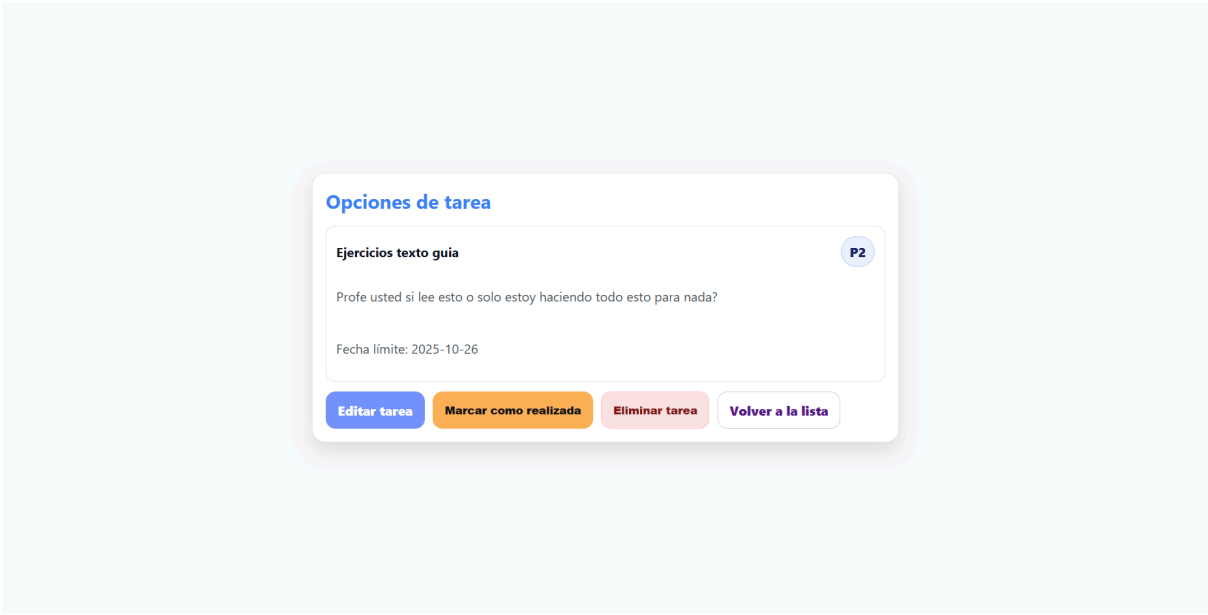 Opciones de tarea
Ejercicios texto guia
P2
Profe usted si lee esto o solo estoy haciendo todo esto para nada?
Fecha límite: 2025-10-26
Editar tarea
Marcar como realizada
Eliminar tarea
Volver a la lista